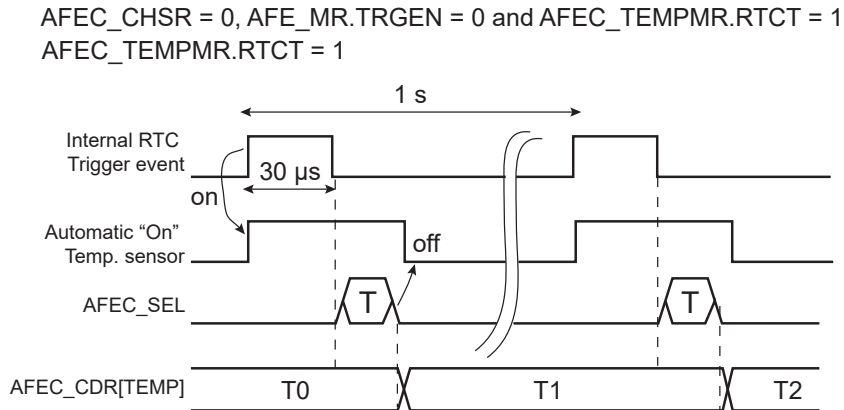 AFEC_CHSR = 0, AFE_MR.TRGEN = 0 and AFEC_TEMPMR.RTCT = 1
AFEC_TEMPMR.RTCT = 1
1 s
Internal RTC
Trigger event
30 µs
on
Automatic “On”
Temp. sensor
off
AFEC_SEL
T
T
AFEC_CDR[TEMP]
T0
T1
T2